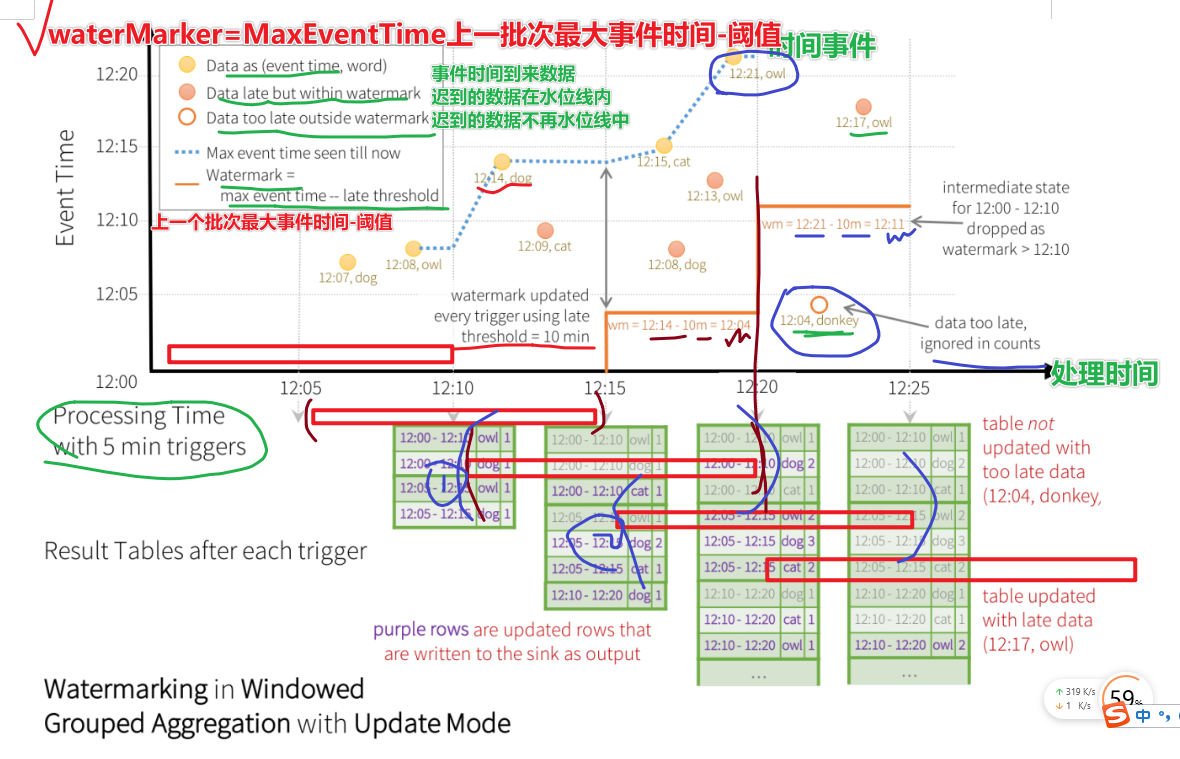 waterMarker=MaxEventTime上一批次最大事件时间-阈值
时间事件
12:20
Data as (event time, word)
事件时间到来数据
12:21, owl
Data late but within watermark
迟到的数据在水位线内
Data too late outside watermark
迟到的数据不再水位线中
12:17, owl
Event Time
12:15
Max event time seen till now
12:15, cat
Watermark =
max event time -- late threshold
12:14, dog
12:13, owl
上一个批次最大事件时间-阈值
12:10
intermediate state
for 12:00 - 12:10
dropped as
watermark > 12:10
wm = 12:21 - 10m = 12:11
12:09, cat
12:08, owl
12:07, dog
12:08, dog
12:05
watermark updated
every trigger using late
threshold = 10 min
wm = 12:14 - 10m = 12:04
12:04, donkey
data too late,
ignored in counts
12:00
12:05
12:10
12:15
12:20
12:25
处理时间
Processing Time
with 5 min triggers
12:00 - 12:10 owl 1
12:00 - 12:10 dog 1
12:05 - 12:15 owl 1
12:05 - 12:15 dog 1
12:00 - 12:10 owl 1
12:00 - 12:10 dog 1
12:00 - 12:10 cat 1
12:05 - 12:15 owl 1
12:05 - 12:15 dog 2
12:05 - 12:15 cat 1
12:10 - 12:20 dog 1
12:00 - 12:10 owl 1
12:00 - 12:10 dog 2
12:00 - 12:10 cat 1
12:05 - 12:15 owl 2
12:05 - 12:15 dog 3
12:05 - 12:15 cat 2
12:10 - 12:20 dog 1
12:10 - 12:20 cat 1
12:10 - 12:20 owl 1
...
12:00 - 12:10 owl 1
12:00 - 12:10 dog 2
12:00 - 12:10 cat 1
12:05 - 12:15 owl 2
12:05 - 12:15 dog 3
12:05 - 12:15 cat 2
12:10 - 12:20 dog 1
12:10 - 12:20 cat 1
12:10 - 12:20 owl 2
...
table not
updated with
too late data
(12:04, donkey,
Result Tables after each trigger
table updated
with late data
(12:17, owl)
purple rows are updated rows that
are written to the sink as output
Watermarking in Windowed
Grouped Aggregation with Update Mode
319 K/s
1 K/s
59%
中